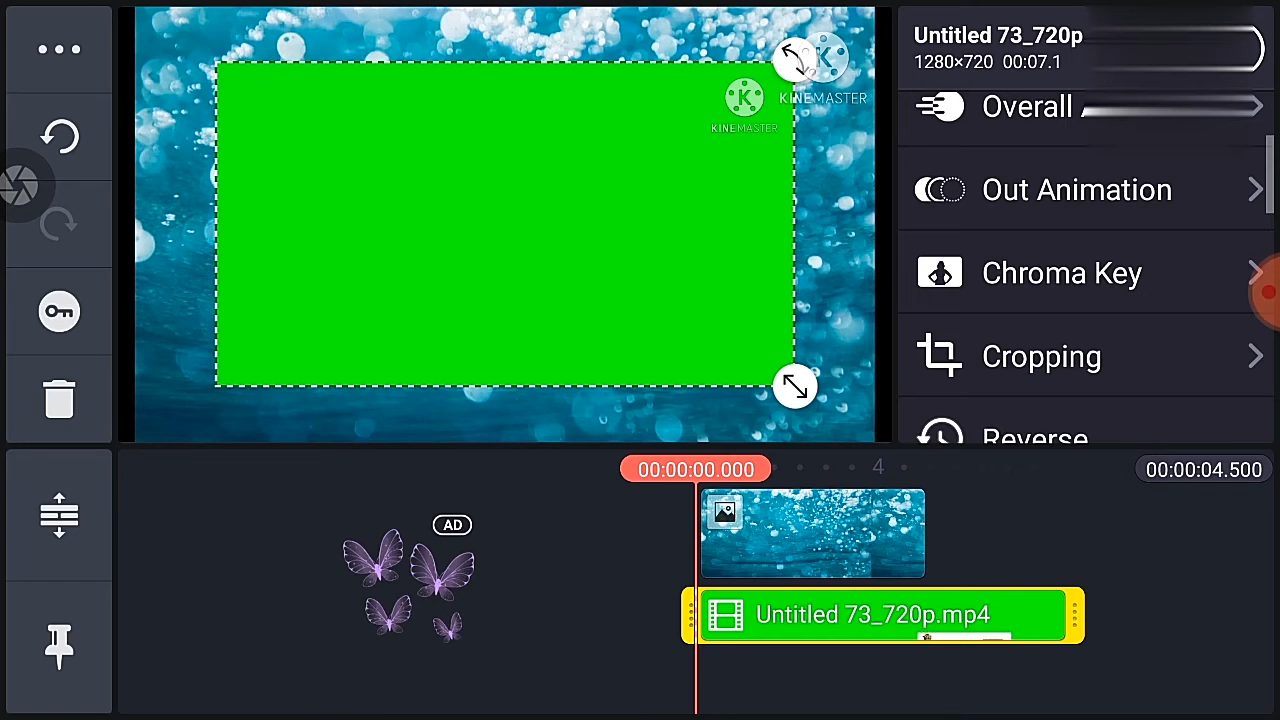 Untitled 73_720p
1280×720 00:07.1
Overall
Out Animation
Chroma Key
Cropping
Reverse
KINEMASTER
KINEMASTER
00:00:00.000
4
00:00:04.500
AD
Untitled 73_720p.mp4